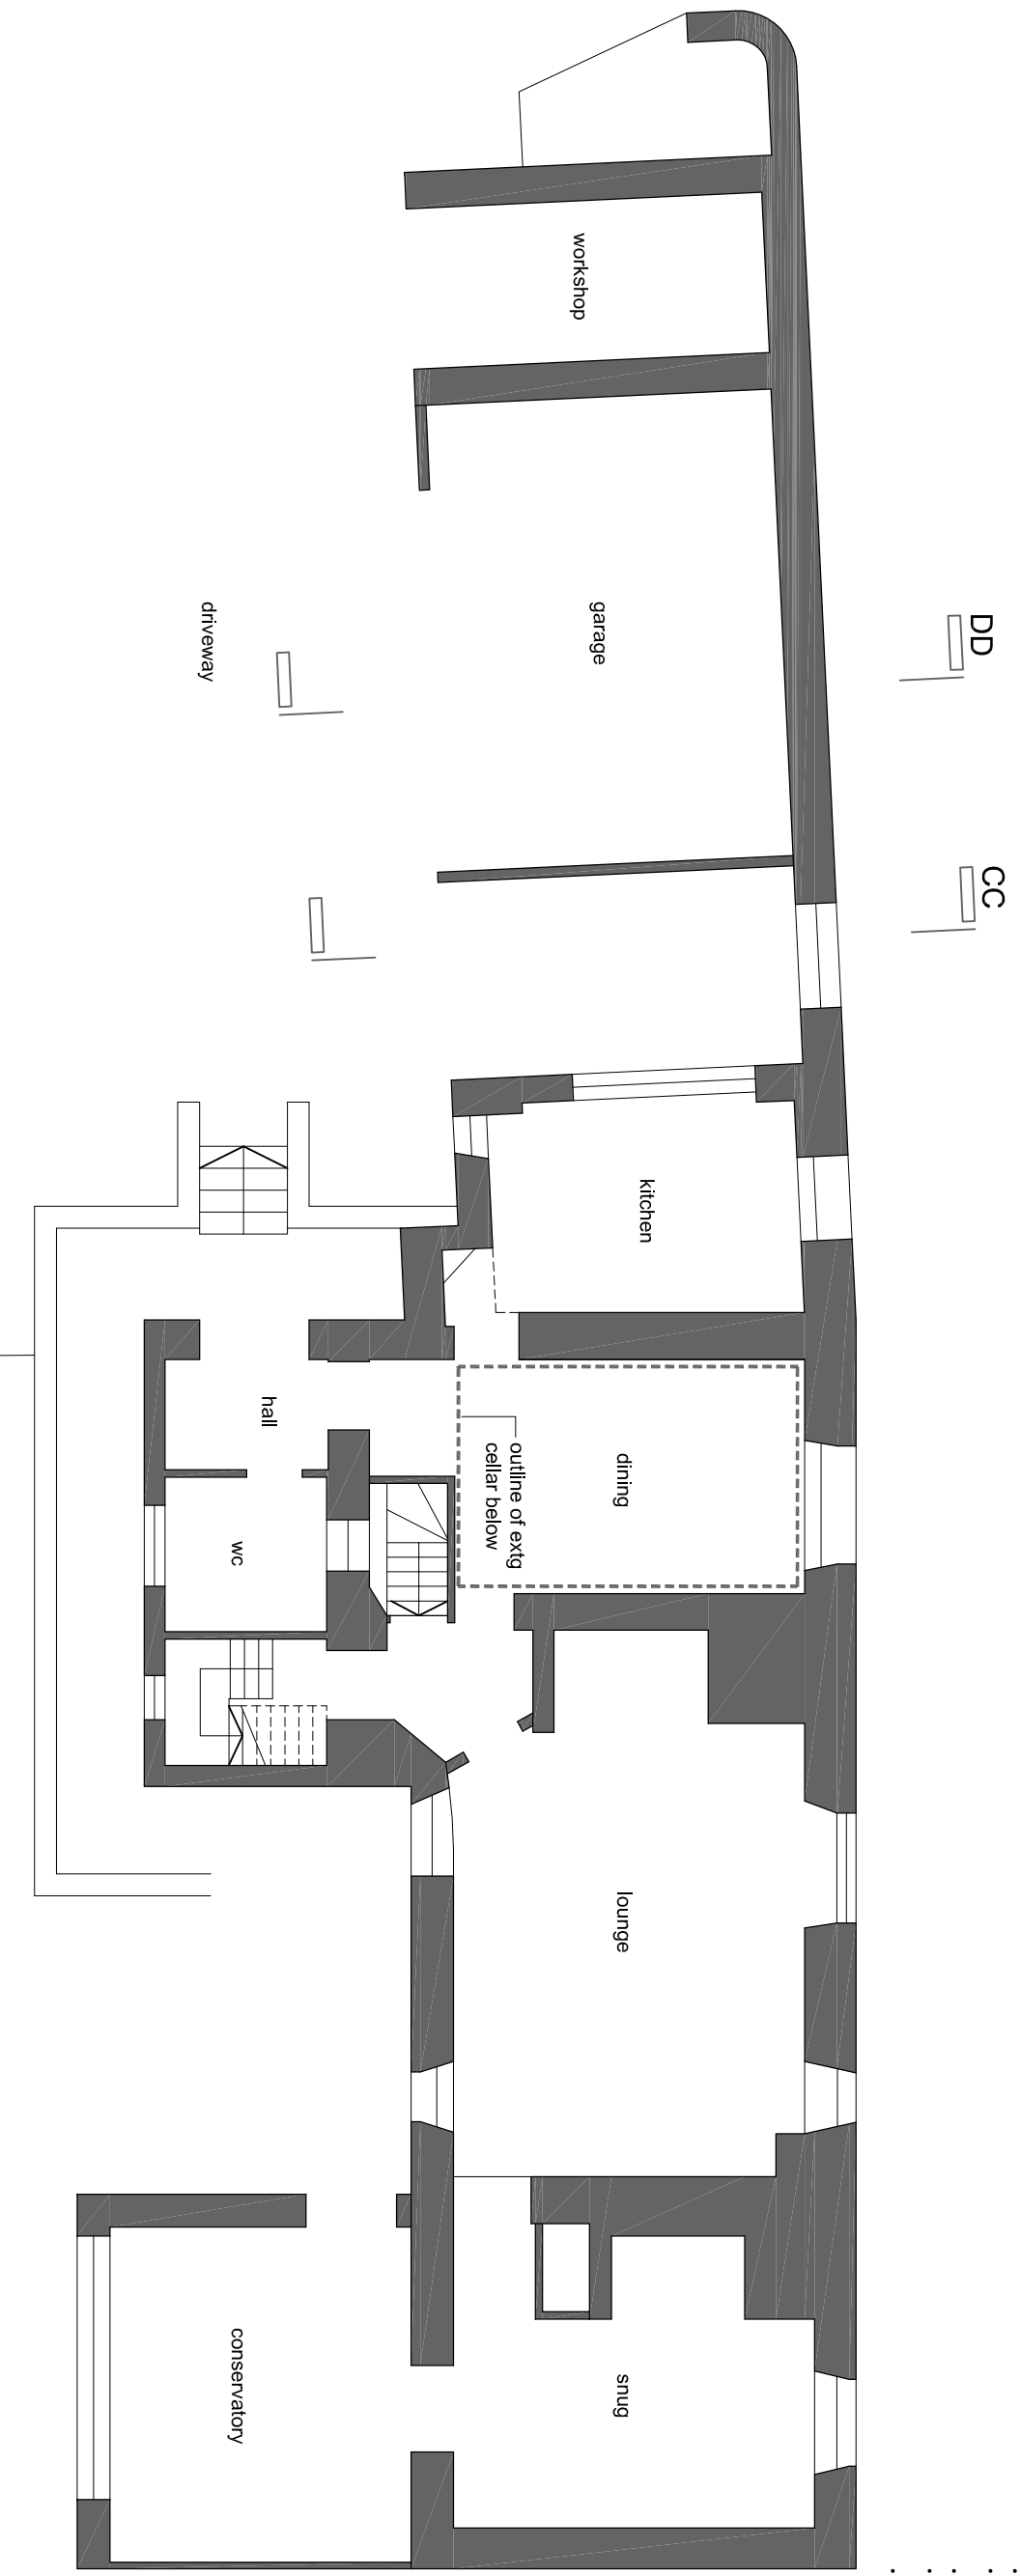 DD
CC
workshop
garage
driveway
kitchen
dining
outline of extg
cellar below
hall
wc
lounge
snug
conservatory